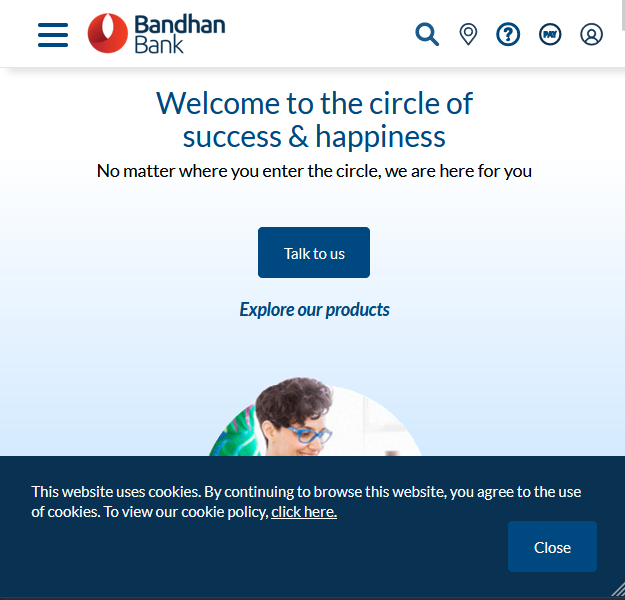 Bandhan
Bank
?
PAY
Welcome to the circle of
success & happiness
No matter where you enter the circle, we are here for you
Talk to us
Explore our products
This website uses cookies. By continuing to browse this website, you agree to the use
of cookies. To view our cookie policy, click here.
Close